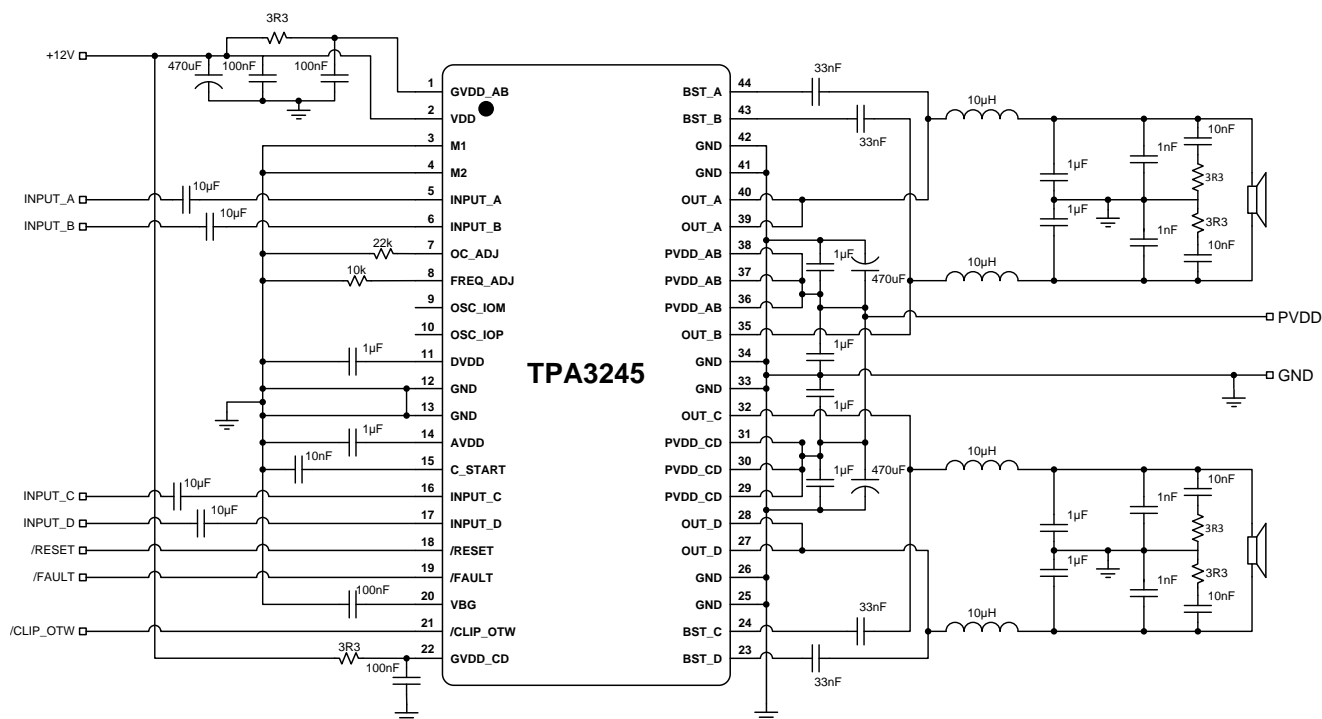 3R3
+12V
470uF
100nF
100nF
1
GVDD_AB
2
VDD
3
M1
4
M2
INPUT_A
10µF
5
INPUT_A
INPUT_B
10µF
6
INPUT_B
22k
7
OC_ADJ
10k
8
FREQ_ADJ
9
OSC_IOM
10
OSC_IOP
1µF
11
DVDD
12
GND
13
GND
1µF
14
AVDD
10nF
15
C_START
INPUT_C
10µF
16
INPUT_C
INPUT_D
10µF
17
INPUT_D
/RESET
18
/RESET
/FAULT
19
/FAULT
100nF
20
VBG
/CLIP_OTW
21
/CLIP_OTW
3R3
100nF
22
GVDD_CD
TPA3245
44
BST_A
33nF
43
BST_B
33nF
42
GND
41
GND
40
OUT_A
39
OUT_A
38
PVDD_AB
37
PVDD_AB
36
PVDD_AB
35
OUT_B
34
GND
33
GND
32
OUT_C
31
PVDD_CD
30
PVDD_CD
29
PVDD_CD
28
OUT_D
27
OUT_D
26
GND
25
GND
24
BST_C
33nF
23
BST_D
33nF
1µF
470uF
1µF
1µF
1µF
470uF
10µH
10µH
1µF
1µF
1nF
1nF
10nF
3R3
3R3
10nF
PVDD
GND
10µH
10µH
1µF
1µF
1nF
1nF
10nF
3R3
3R3
10nF